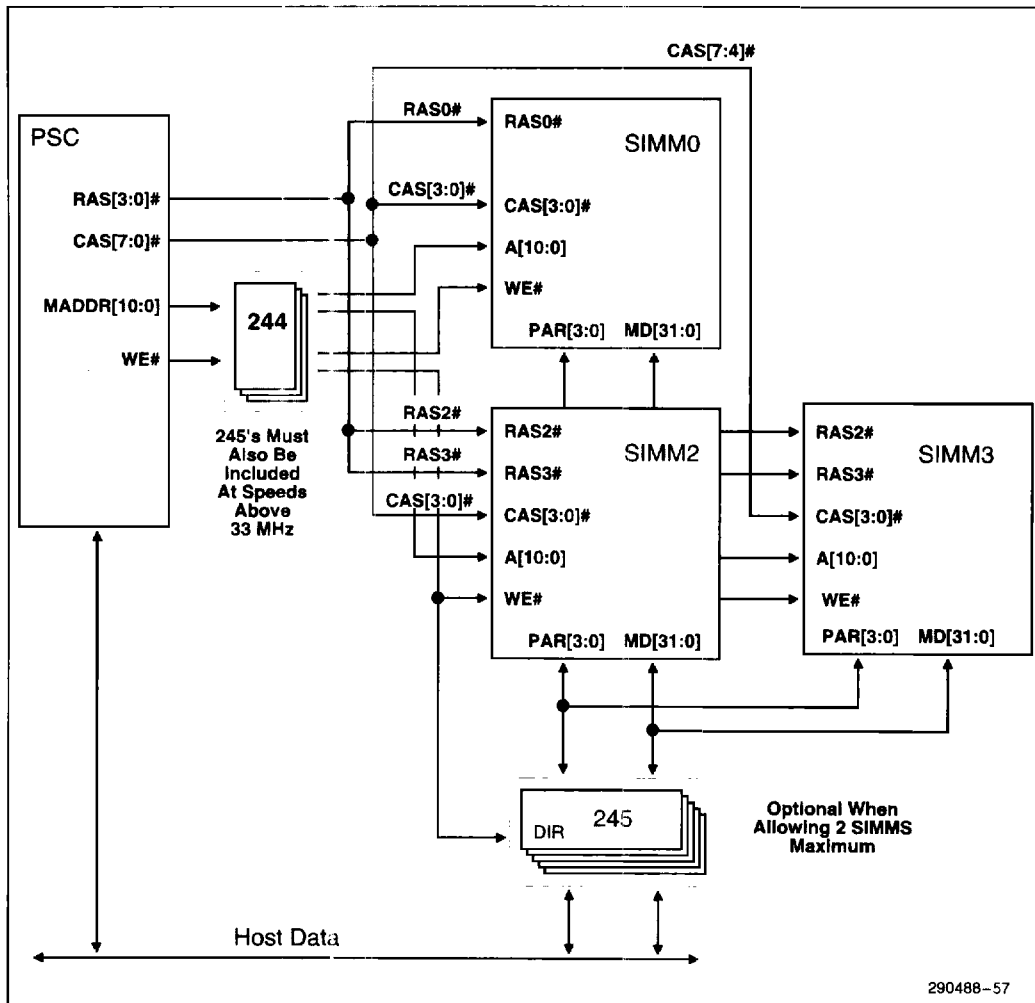 CAS[7:4]#
RAS0#
RAS0#
SIMM0
PSC
RAS[3:0]#
CAS[3:0]#
CAS[3:0]#
CAS[7:0]#
A[10:0]
MADDR[10:0]
244
WE#
WE#
PAR[3:0] MD[31:0]
245's Must
Also Be
Included
At Speeds
Above
33 MHz
RAS2#
RAS2#
SIMM2
RAS3#
RAS3#
CAS[3:0]#
CAS[3:0]#
A[10:0]
WE#
PAR[3:0] MD[31:0]
RAS2#
SIMM3
RAS3#
CAS[3:0]#
A[10:0]
WE#
PAR[3:0] MD[31:0]
DIR 245
Optional When
Allowing 2 SIMMS
Maximum
Host Data
290488-57